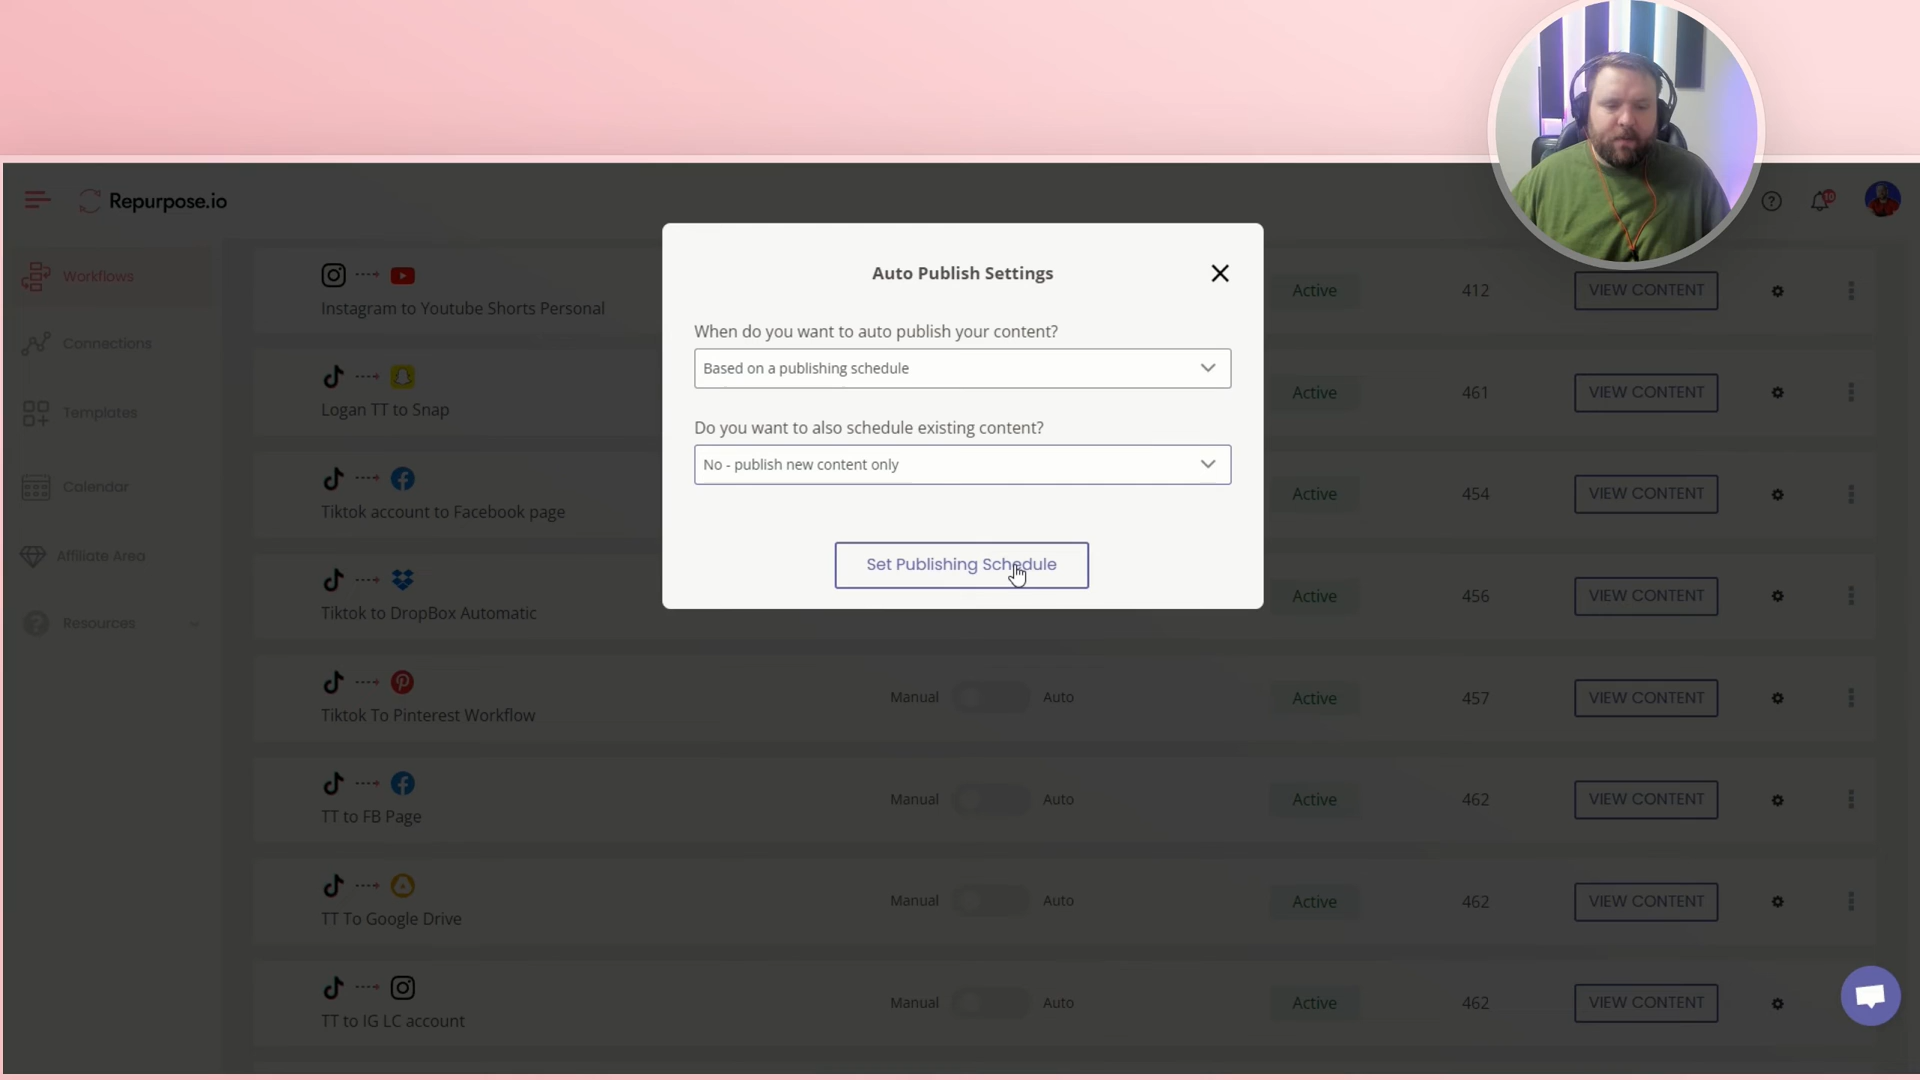 Repurpose.io
10
Workflows
Connections
Templates
Calendar
Affiliate Area
Resources
Auto Publish Settings
When do you want to auto publish your content?
Based on a publishing schedule
Do you want to also schedule existing content?
No - publish new content only
Set Publishing Schedule
Instagram to Youtube Shorts Personal
Active 412 VIEW CONTENT
Logan TT to Snap
Active 461 VIEW CONTENT
Tiktok account to Facebook page
Active 454 VIEW CONTENT
Tiktok to DropBox Automatic
Active 456 VIEW CONTENT
Tiktok To Pinterest Workflow
Manual Auto Active 457 VIEW CONTENT
TT to FB Page
Manual Auto Active 462 VIEW CONTENT
TT To Google Drive
Manual Auto Active 462 VIEW CONTENT
TT to IG LC account
Manual Auto Active 462 VIEW CONTENT